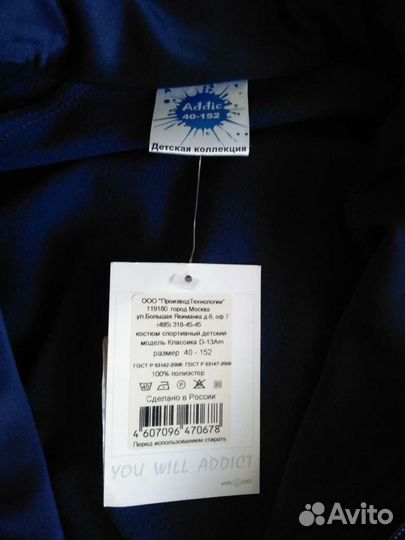 Addic
40-152
Детская коллекция
ООО "ПроизводТехнологии"
119180 город Москва
ул.Большая Якиманка д.6, оф.7
(495) 318-45-45
костюм спортивный детский
модель Классика D-13Am
размер 40 - 152
ГОСТ Р 53142-2008 ГОСТ Р 53147-2008
100% полиэстер
Сделано в России
4 607096 470678
Перед использованием стирать
YOU WILL ADDICT
Avito